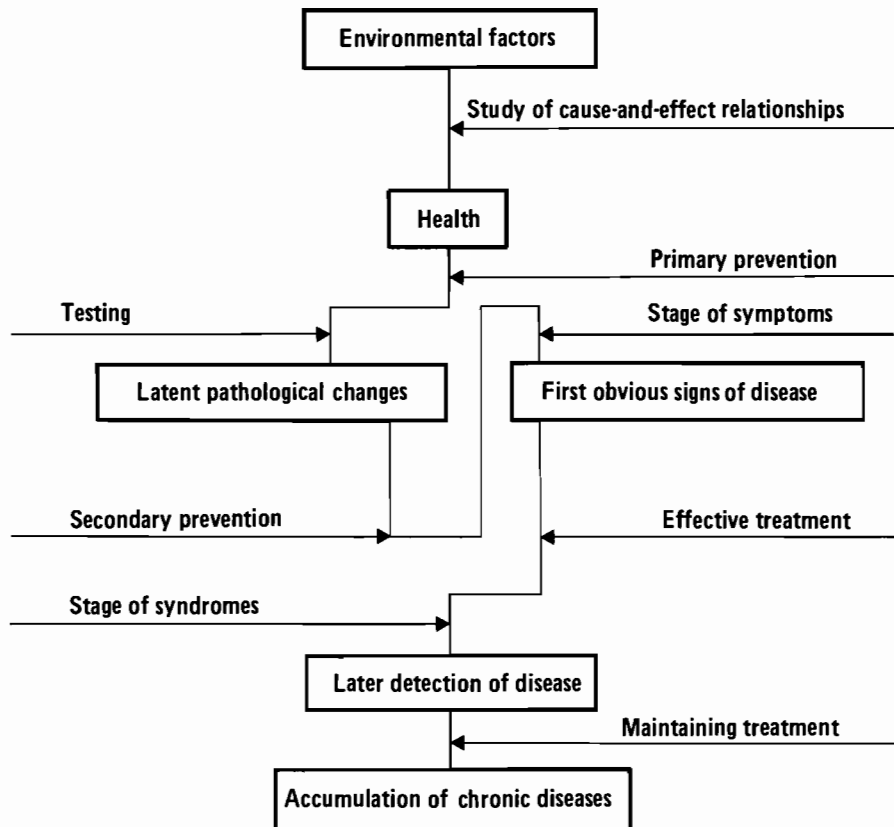 Environmental factors
Study of cause-and-effect relationships
Health
Primary prevention
Testing
Stage of symptoms
Latent pathological changes
First obvious signs of disease
Secondary prevention
Effective treatment
Stage of syndromes
Later detection of disease
Maintaining treatment
Accumulation of chronic diseases